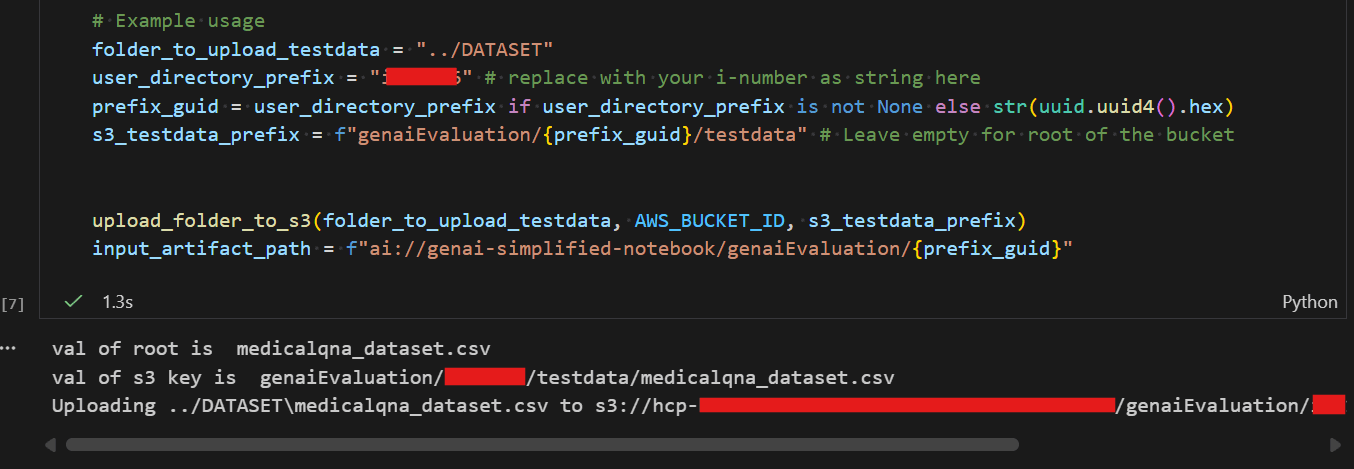 # Example usage
folder_to_upload_testdata = "../DATASET"
user_directory_prefix = " " # replace with your i-number as string here
prefix_guid = user_directory_prefix if user_directory_prefix is not None else str(uuid.uuid4().hex)
s3_testdata_prefix = f"genaiEvaluation/{prefix_guid}/testdata" # Leave empty for root of the bucket
upload_folder_to_s3(folder_to_upload_testdata, AWS_BUCKET_ID, s3_testdata_prefix)
input_artifact_path = f"ai://genai-simplified-notebook/genaiEvaluation/{prefix_guid}"
[7] 1.3s Python
... val of root is  medicalqna_dataset.csv
val of s3 key is  genaiEvaluation/ /testdata/medicalqna_dataset.csv
Uploading ../DATASET\medicalqna_dataset.csv to s3://hcp- /genaiEvaluation/